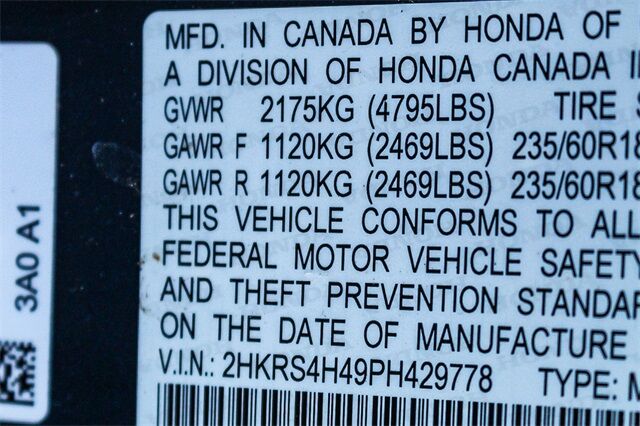 MFD. IN CANADA BY HONDA OF
A DIVISION OF HONDA CANADA
GVWR 2175KG (4795LBS) TIRE S
GAWR F 1120KG (2469LBS) 235/60R18
GAWR R 1120KG (2469LBS) 235/60R18
THIS VEHICLE CONFORMS TO ALL
FEDERAL MOTOR VEHICLE SAFETY
AND THEFT PREVENTION STANDAR
ON THE DATE OF MANUFACTURE
V.I.N.: 2HKRS4H49PH429778 TYPE: M
3A0 A1